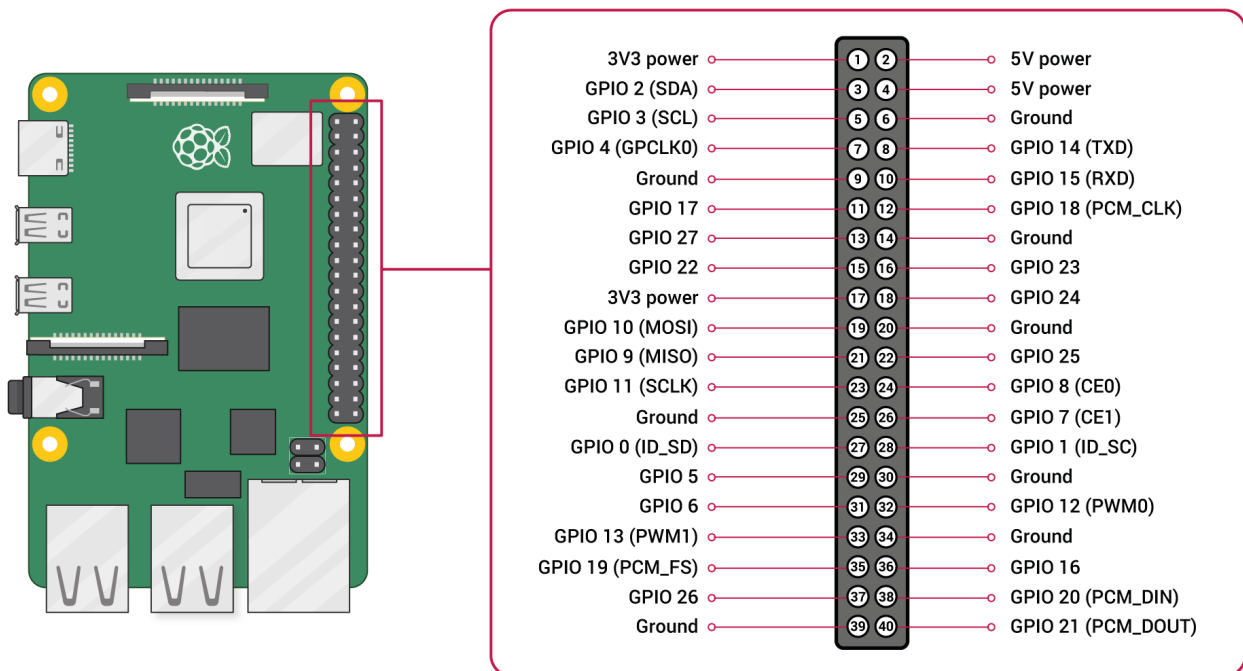 3V3 power 1 2 5V power
GPIO 2 (SDA) 3 4 5V power
GPIO 3 (SCL) 5 6 Ground
GPIO 4 (GPCLK0) 7 8 GPIO 14 (TXD)
Ground 9 10 GPIO 15 (RXD)
GPIO 17 11 12 GPIO 18 (PCM_CLK)
GPIO 27 13 14 Ground
GPIO 22 15 16 GPIO 23
3V3 power 17 18 GPIO 24
GPIO 10 (MOSI) 19 20 Ground
GPIO 9 (MISO) 21 22 GPIO 25
GPIO 11 (SCLK) 23 24 GPIO 8 (CE0)
Ground 25 26 GPIO 7 (CE1)
GPIO 0 (ID_SD) 27 28 GPIO 1 (ID_SC)
GPIO 5 29 30 Ground
GPIO 6 31 32 GPIO 12 (PWM0)
GPIO 13 (PWM1) 33 34 Ground
GPIO 19 (PCM_FS) 35 36 GPIO 16
GPIO 26 37 38 GPIO 20 (PCM_DIN)
Ground 39 40 GPIO 21 (PCM_DOUT)